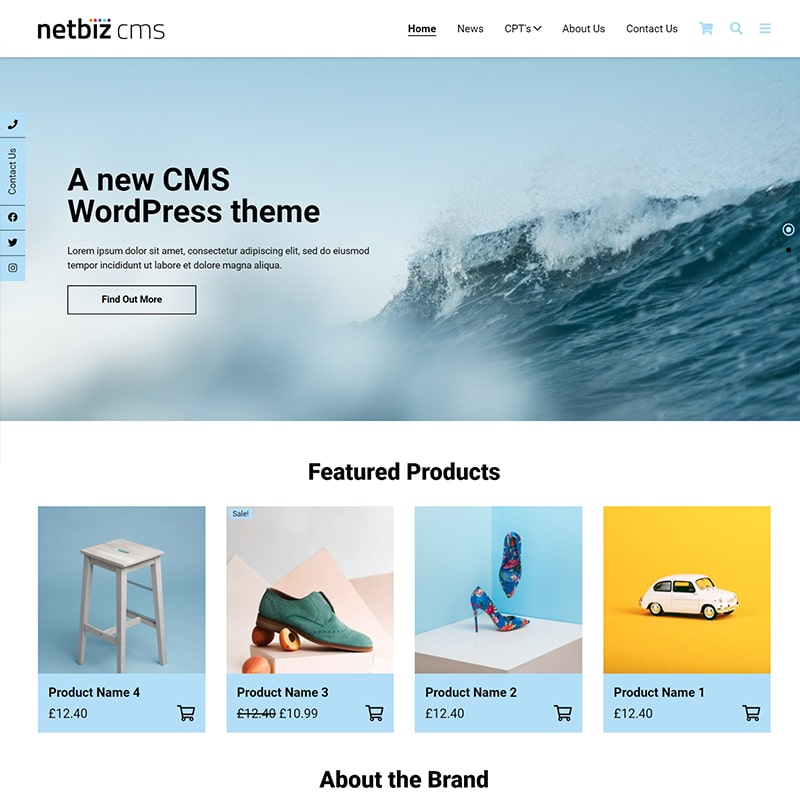 netbiz cms
Home News CPT's About Us Contact Us
Contact Us
A new CMS
WordPress theme
Lorem ipsum dolor sit amet, consectetur adipiscing elit, sed do eiusmod
tempor incididunt ut labore et dolore magna aliqua.
Find Out More
Featured Products
Sale!
Product Name 4
£12.40
Product Name 3
£12.40 £10.99
Product Name 2
£12.40
Product Name 1
£12.40
About the Brand